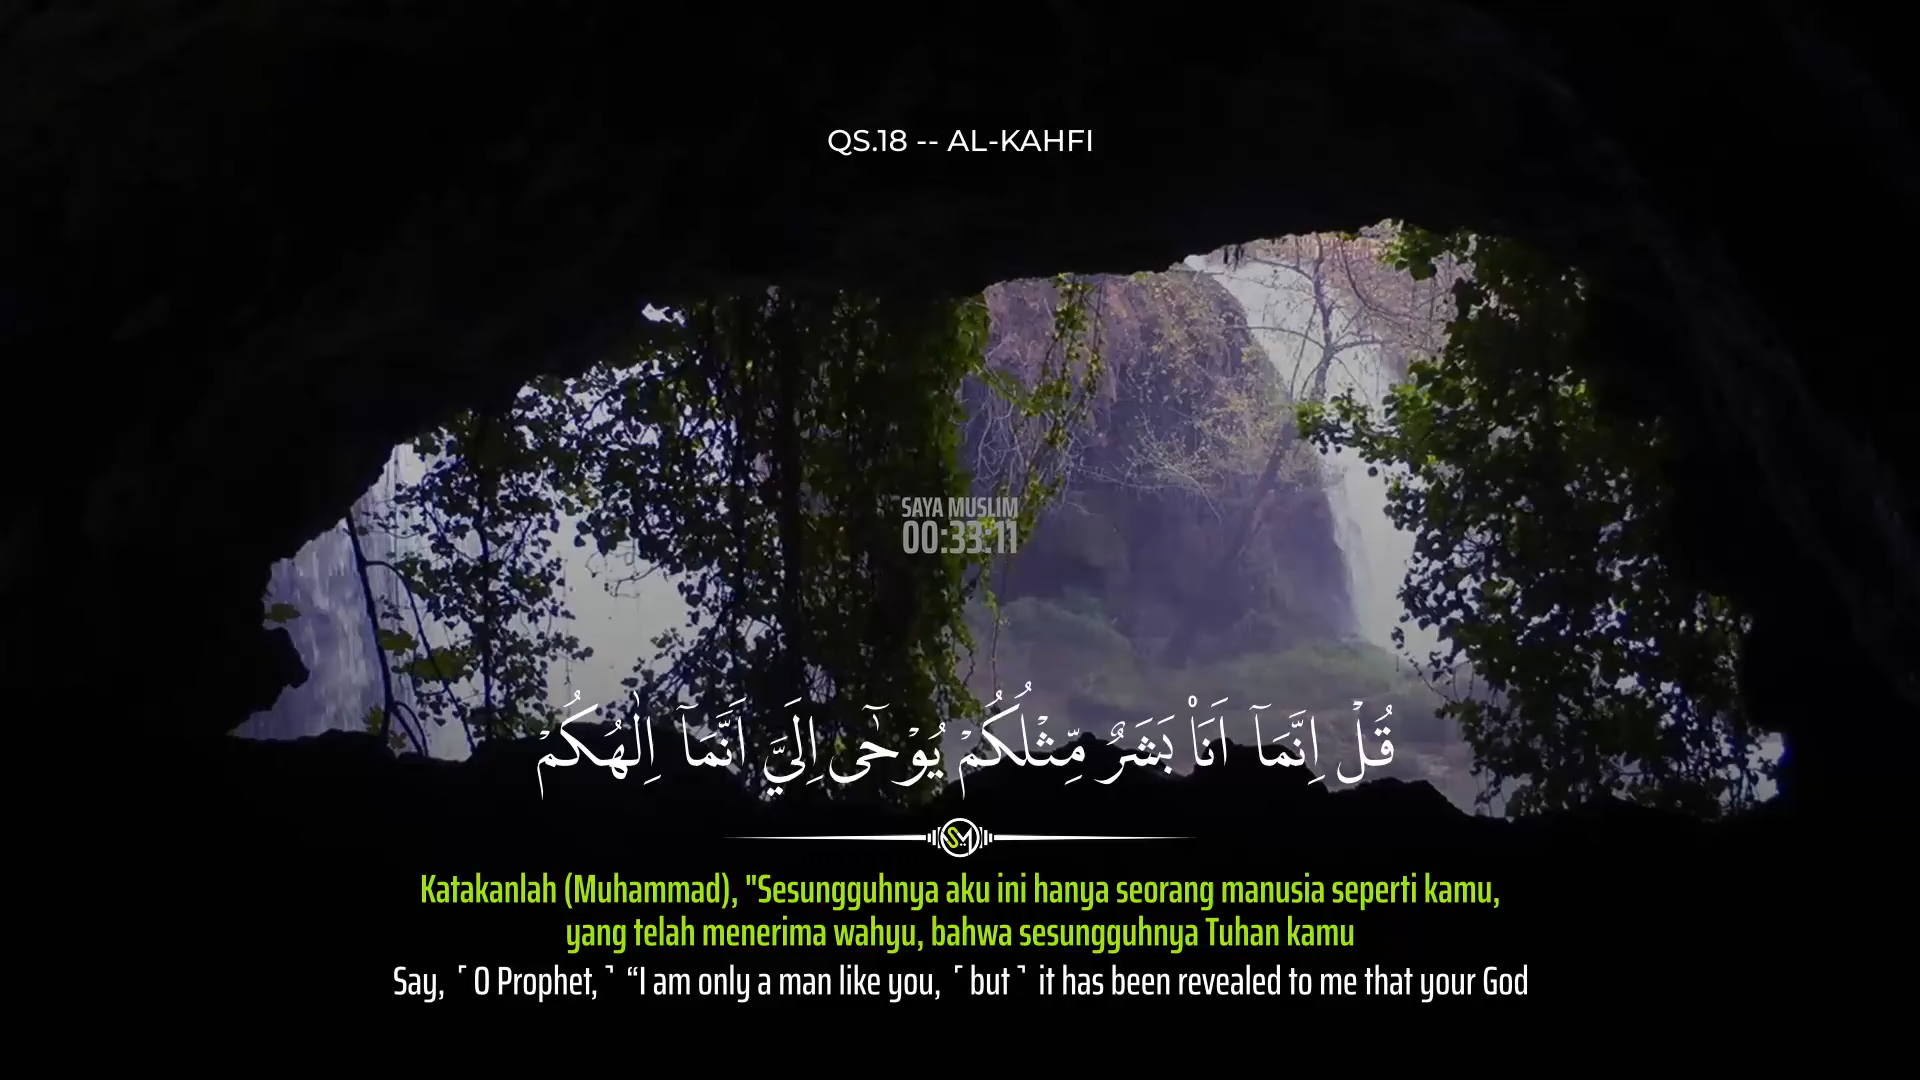 QS.18 -- AL-KAHFI
SAYA MUSLIM
00:33:11
قُلْ اِنَّمَآ اَنَا۠ بَشَرٌ مِّثْلُكُمْ يُوْحٰٓى اِلَيَّ اَنَّمَآ اِلٰهُكُمْ
SM
Katakanlah (Muhammad), "Sesungguhnya aku ini hanya seorang manusia seperti kamu,
yang telah menerima wahyu, bahwa sesungguhnya Tuhan kamu
Say, ˹O Prophet,˺ “I am only a man like you, ˹but˺ it has been revealed to me that your God